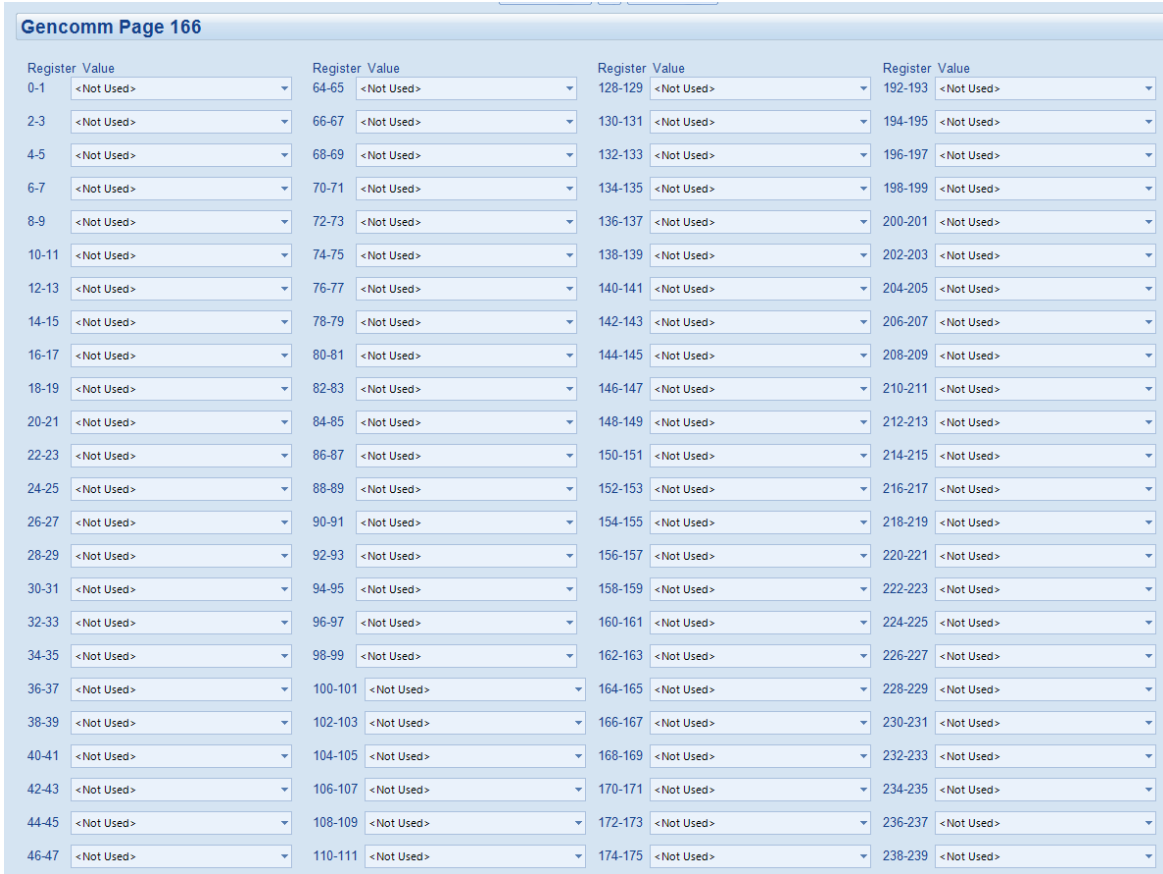 Gencomm Page 166
Register Value Register Value Register Value Register Value
0-1 <Not Used> 64-65 <Not Used> 128-129 <Not Used> 192-193 <Not Used>
2-3 <Not Used> 66-67 <Not Used> 130-131 <Not Used> 194-195 <Not Used>
4-5 <Not Used> 68-69 <Not Used> 132-133 <Not Used> 196-197 <Not Used>
6-7 <Not Used> 70-71 <Not Used> 134-135 <Not Used> 198-199 <Not Used>
8-9 <Not Used> 72-73 <Not Used> 136-137 <Not Used> 200-201 <Not Used>
10-11 <Not Used> 74-75 <Not Used> 138-139 <Not Used> 202-203 <Not Used>
12-13 <Not Used> 76-77 <Not Used> 140-141 <Not Used> 204-205 <Not Used>
14-15 <Not Used> 78-79 <Not Used> 142-143 <Not Used> 206-207 <Not Used>
16-17 <Not Used> 80-81 <Not Used> 144-145 <Not Used> 208-209 <Not Used>
18-19 <Not Used> 82-83 <Not Used> 146-147 <Not Used> 210-211 <Not Used>
20-21 <Not Used> 84-85 <Not Used> 148-149 <Not Used> 212-213 <Not Used>
22-23 <Not Used> 86-87 <Not Used> 150-151 <Not Used> 214-215 <Not Used>
24-25 <Not Used> 88-89 <Not Used> 152-153 <Not Used> 216-217 <Not Used>
26-27 <Not Used> 90-91 <Not Used> 154-155 <Not Used> 218-219 <Not Used>
28-29 <Not Used> 92-93 <Not Used> 156-157 <Not Used> 220-221 <Not Used>
30-31 <Not Used> 94-95 <Not Used> 158-159 <Not Used> 222-223 <Not Used>
32-33 <Not Used> 96-97 <Not Used> 160-161 <Not Used> 224-225 <Not Used>
34-35 <Not Used> 98-99 <Not Used> 162-163 <Not Used> 226-227 <Not Used>
36-37 <Not Used> 100-101 <Not Used> 164-165 <Not Used> 228-229 <Not Used>
38-39 <Not Used> 102-103 <Not Used> 166-167 <Not Used> 230-231 <Not Used>
40-41 <Not Used> 104-105 <Not Used> 168-169 <Not Used> 232-233 <Not Used>
42-43 <Not Used> 106-107 <Not Used> 170-171 <Not Used> 234-235 <Not Used>
44-45 <Not Used> 108-109 <Not Used> 172-173 <Not Used> 236-237 <Not Used>
46-47 <Not Used> 110-111 <Not Used> 174-175 <Not Used> 238-239 <Not Used>